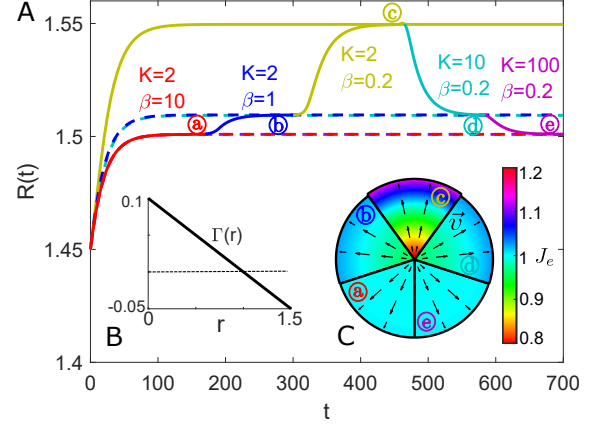 A
1.55
1.5
1.45
1.4
R(t)
0 100 200 300 400 500 600 700
t
K=2
β=10
K=2
β=1
K=2
β=0.2
K=10
β=0.2
K=100
β=0.2
a
b
c
d
e
B
0.1
-0.05
0
1.5
r
Γ(r)
C
a
b
c
d
e
v⃗
1.2
1.1
1
0.9
0.8
J_e